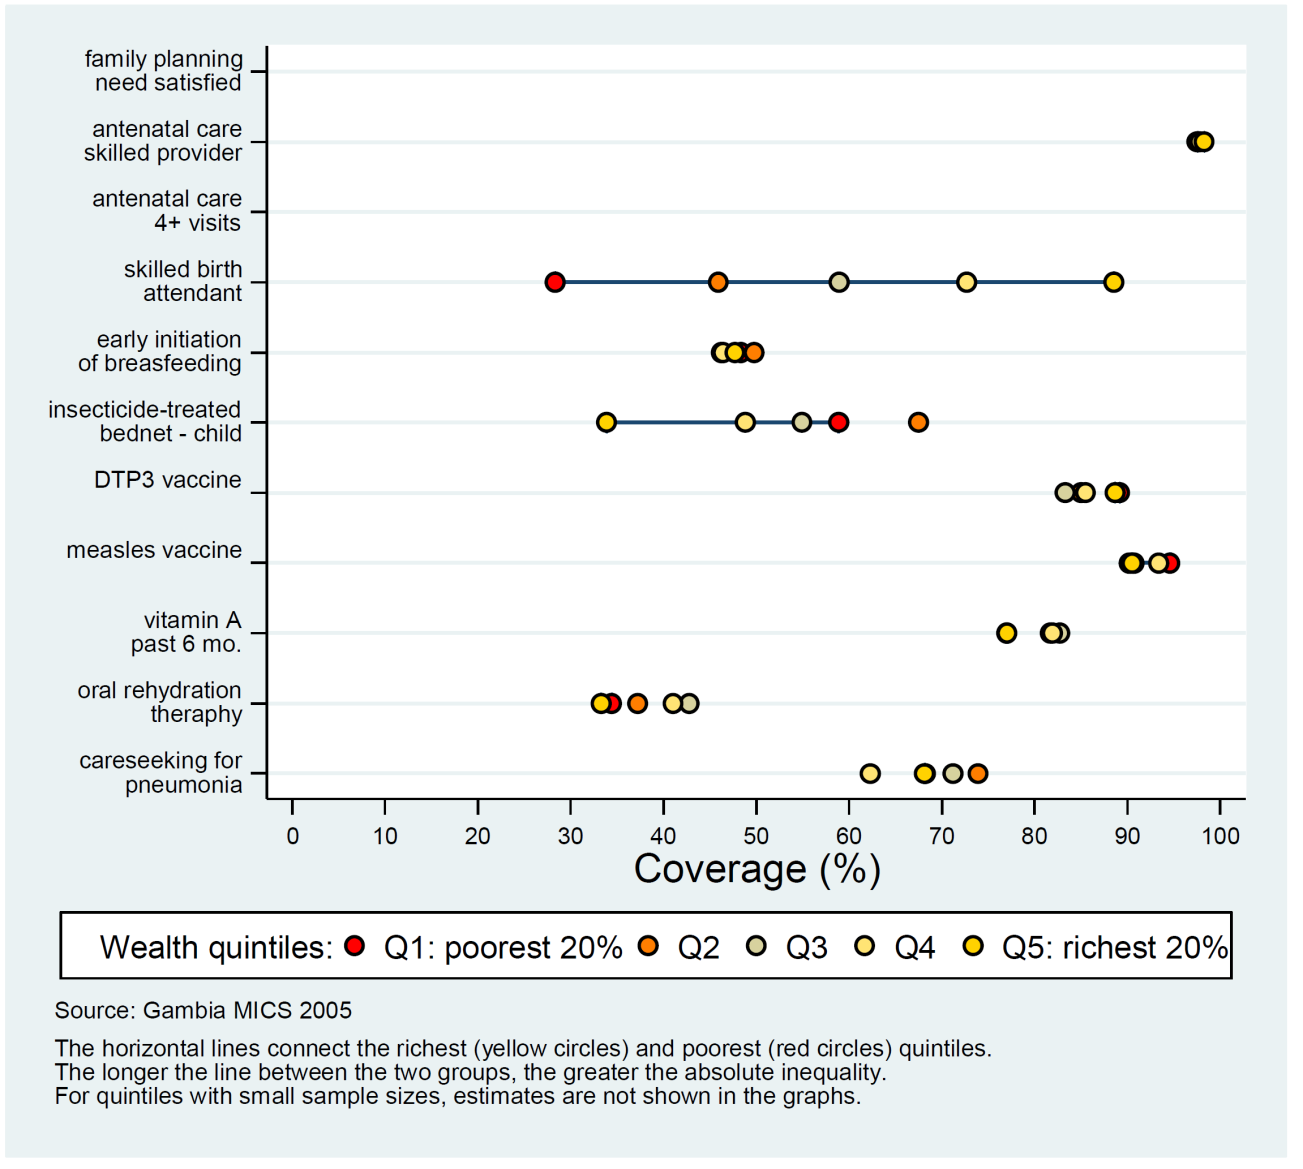 family planning
need satisfied
antenatal care
skilled provider
antenatal care
4+ visits
skilled birth
attendant
early initiation
of breasfeeding
insecticide-treated
bednet - child
DTP3 vaccine
measles vaccine
vitamin A
past 6 mo.
oral rehydration
theraphy
careseeking for
pneumonia
0 10 20 30 40 50 60 70 80 90 100
Coverage (%)
Wealth quintiles: Q1: poorest 20% Q2 Q3 Q4 Q5: richest 20%
Source: Gambia MICS 2005
The horizontal lines connect the richest (yellow circles) and poorest (red circles) quintiles.
The longer the line between the two groups, the greater the absolute inequality.
For quintiles with small sample sizes, estimates are not shown in the graphs.